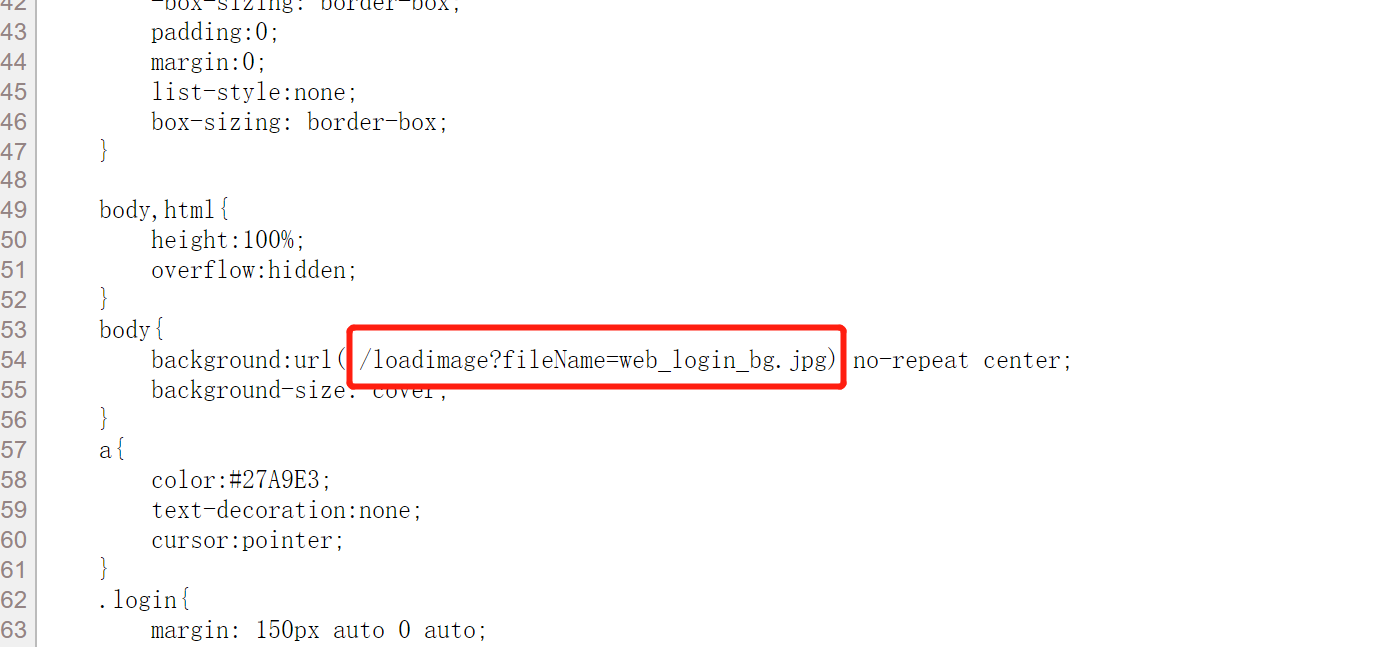 42 -box-sizing: border-box;
43 padding:0;
44 margin:0;
45 list-style:none;
46 box-sizing: border-box;
47 }
48
49 body,html{
50 height:100%;
51 overflow:hidden;
52 }
53 body{
54 background:url( /loadimage?fileName=web_login_bg.jpg) no-repeat center;
55 background-size: cover;
56 }
57 a{
58 color:#27A9E3;
59 text-decoration:none;
60 cursor:pointer;
61 }
62 .login{
63 margin: 150px auto 0 auto;